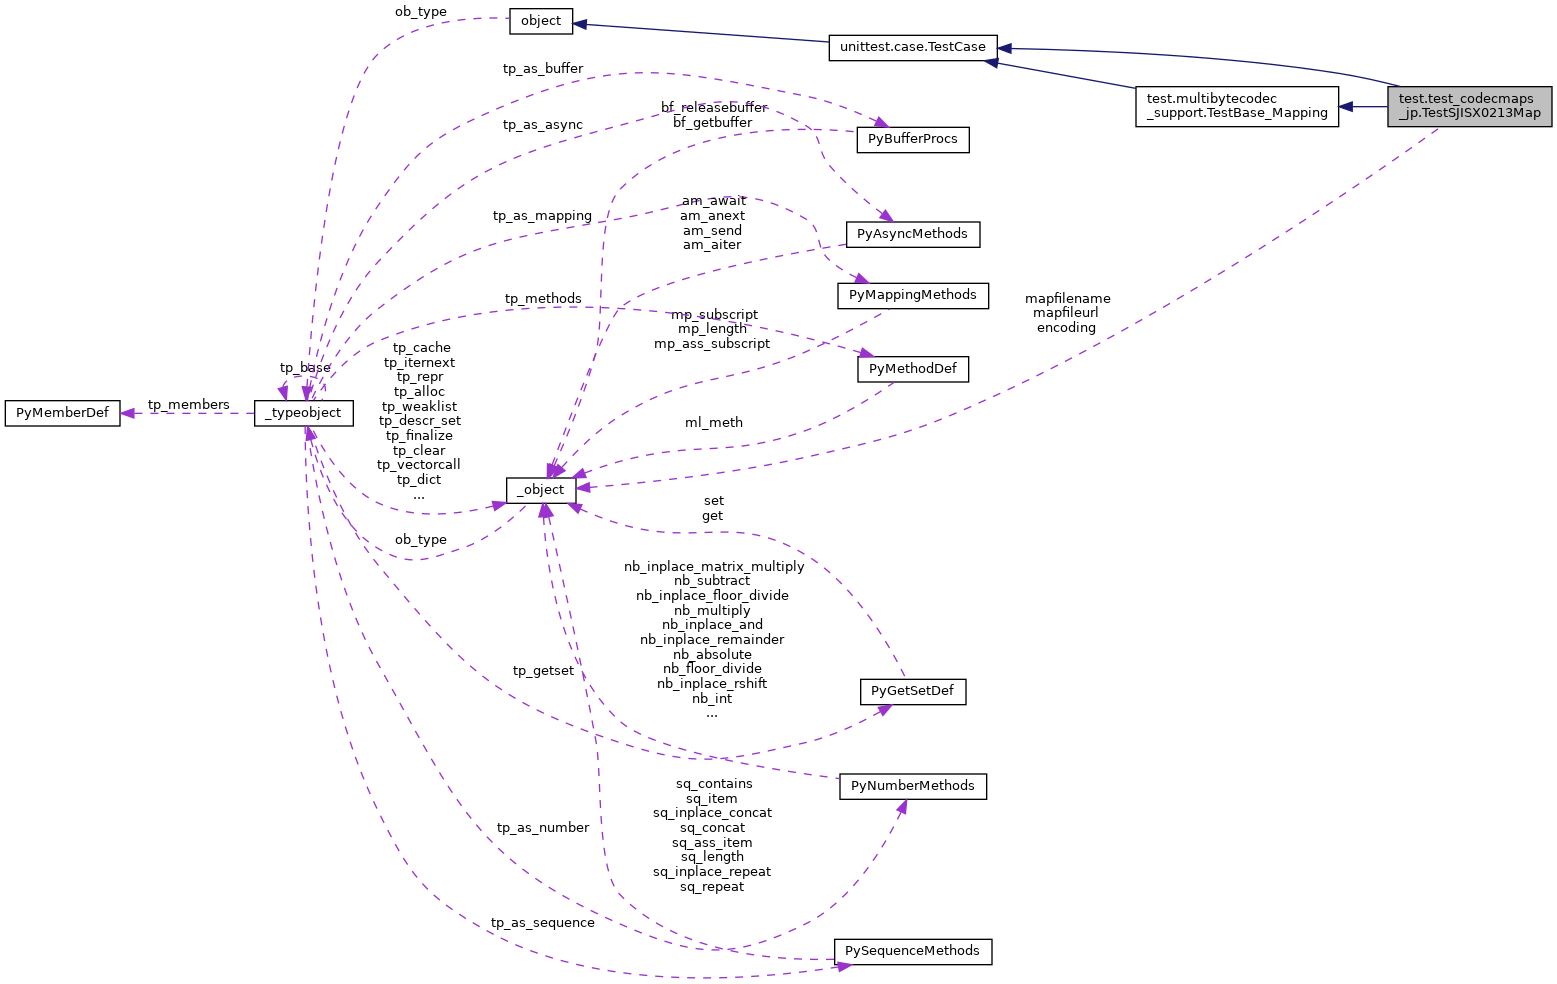 ob_type
object
unittest.case.TestCase
tp_as_buffer
test.multibytecodec
_support.TestBase_Mapping
test.test_codecmaps
_jp.TestSJISX0213Map
bf_releasebuffer
bf_getbuffer
tp_as_async
PyBufferProcs
am_await
am_anext
am_send
am_aiter
tp_as_mapping
PyAsyncMethods
PyMappingMethods
tp_methods
mapfilename
mapfileurl
encoding
mp_subscript
mp_length
mp_ass_subscript
tp_base
tp_cache
tp_iternext
tp_repr
tp_alloc
tp_weaklist
tp_descr_set
tp_finalize
tp_clear
tp_vectorcall
tp_dict
...
PyMethodDef
PyMemberDef
tp_members
_typeobject
ml_meth
_object
set
get
ob_type
nb_inplace_matrix_multiply
nb_subtract
nb_inplace_floor_divide
nb_multiply
nb_inplace_and
nb_inplace_remainder
nb_absolute
nb_floor_divide
nb_inplace_rshift
nb_int
...
tp_getset
PyGetSetDef
PyNumberMethods
sq_contains
sq_item
sq_inplace_concat
sq_concat
sq_ass_item
sq_length
sq_inplace_repeat
sq_repeat
tp_as_number
tp_as_sequence
PySequenceMethods